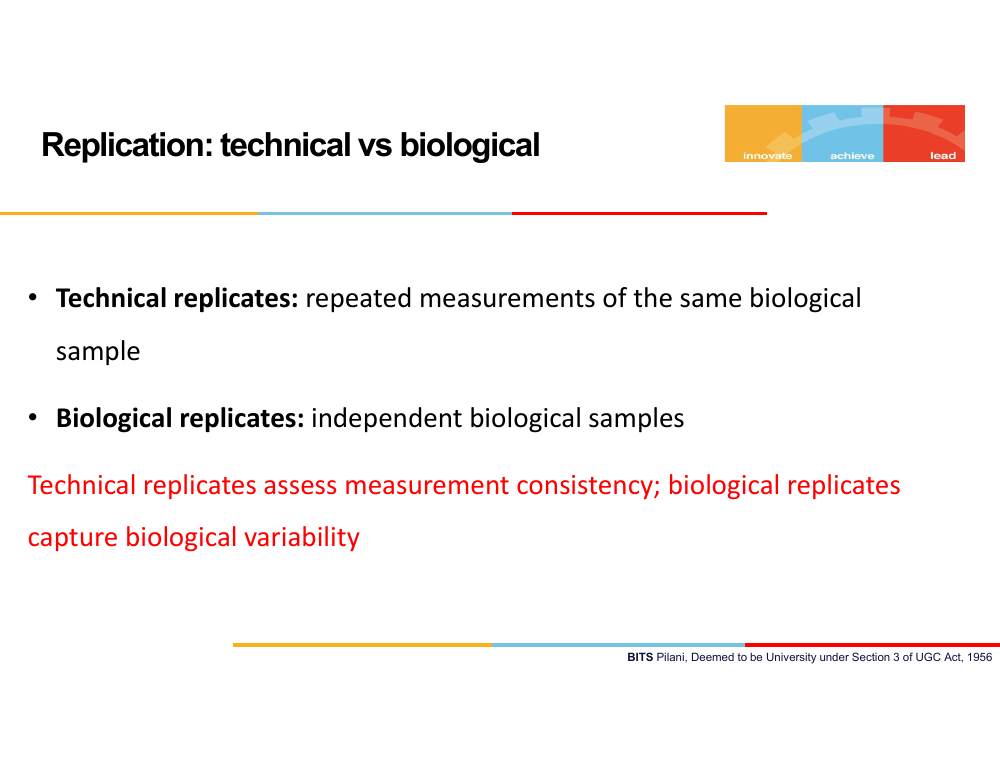 Replication: technical vs biological
innovate achieve lead
• Technical replicates: repeated measurements of the same biological
sample
• Biological replicates: independent biological samples
Technical replicates assess measurement consistency; biological replicates
capture biological variability
BITS Pilani, Deemed to be University under Section 3 of UGC Act, 1956